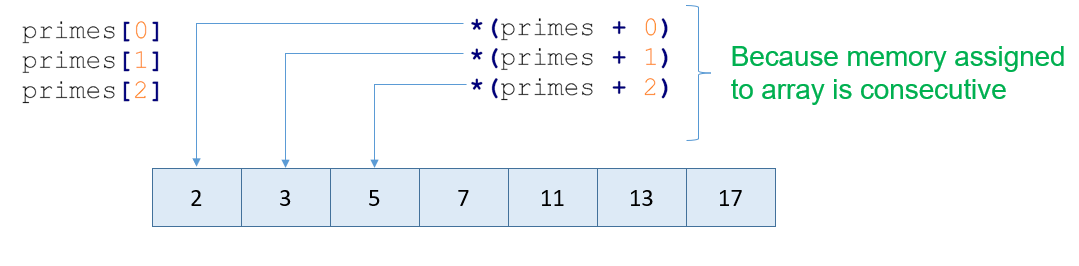 primes[0]
primes[1]
primes[2]
*(primes + 0)
*(primes + 1)
*(primes + 2)
Because memory assigned
to array is consecutive
2 3 5 7 11 13 17